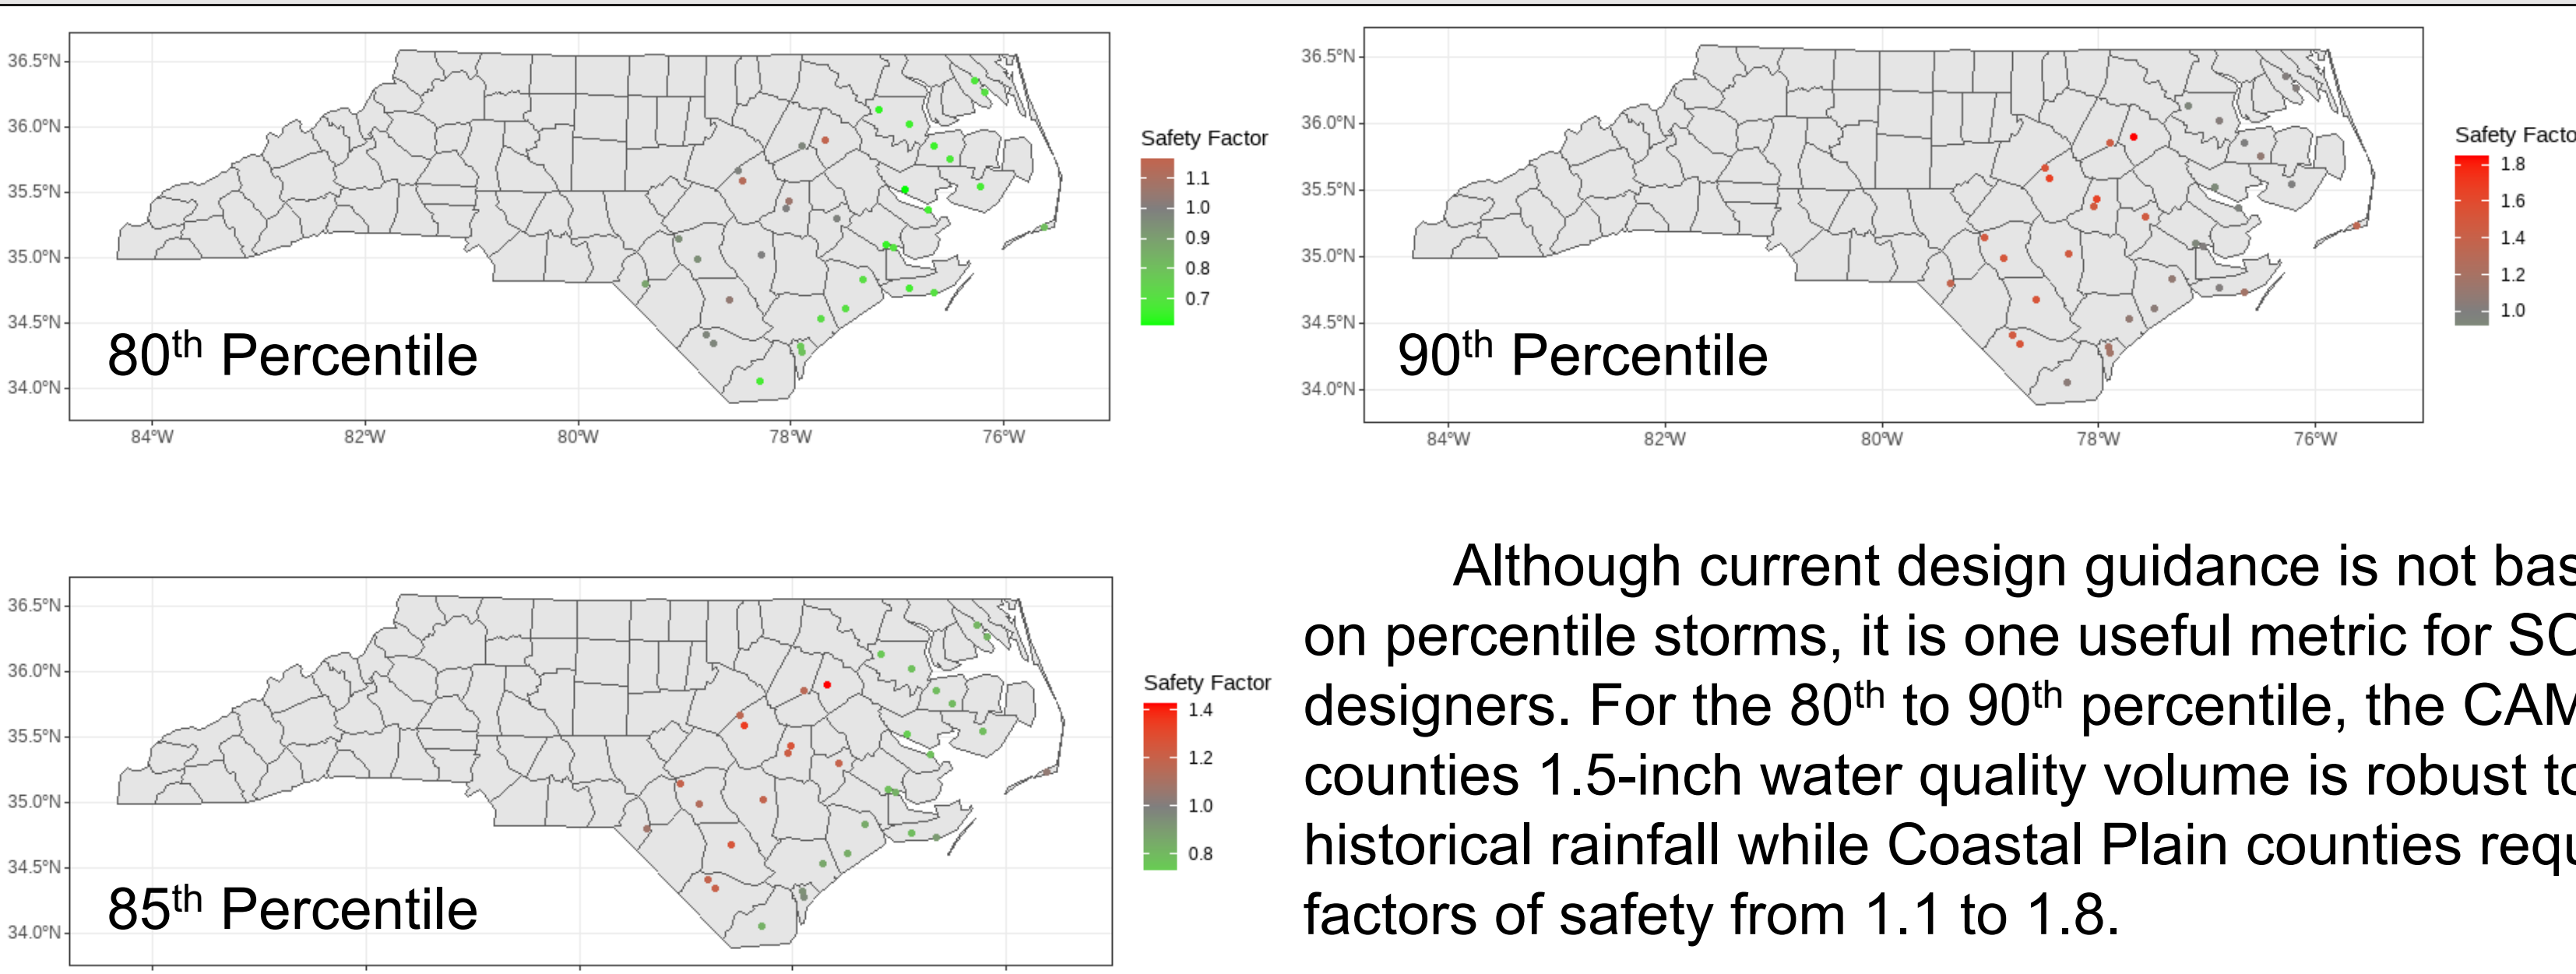 36.5°N
36.0°N
35.5°N
35.0°N
34.5°N
34.0°N
84°W
82°W
80°W
78°W
76°W
80th Percentile
Safety Factor
1.1
1.0
0.9
0.8
0.7
36.5°N
36.0°N
35.5°N
35.0°N
34.5°N
34.0°N
84°W
82°W
80°W
78°W
76°W
90th Percentile
Safety
1.8
1.6
1.4
1.2
1.0
36.5°N
36.0°N
35.5°N
35.0°N
34.5°N
34.0°N
85th Percentile
Safety Factor
1.4
1.2
1.0
0.8
Although current design guidance is not
on percentile storms, it is one useful metric for
designers. For the 80th to 90th percentile, the
counties 1.5-inch water quality volume is robust
historical rainfall while Coastal Plain counties
factors of safety from 1.1 to 1.8.